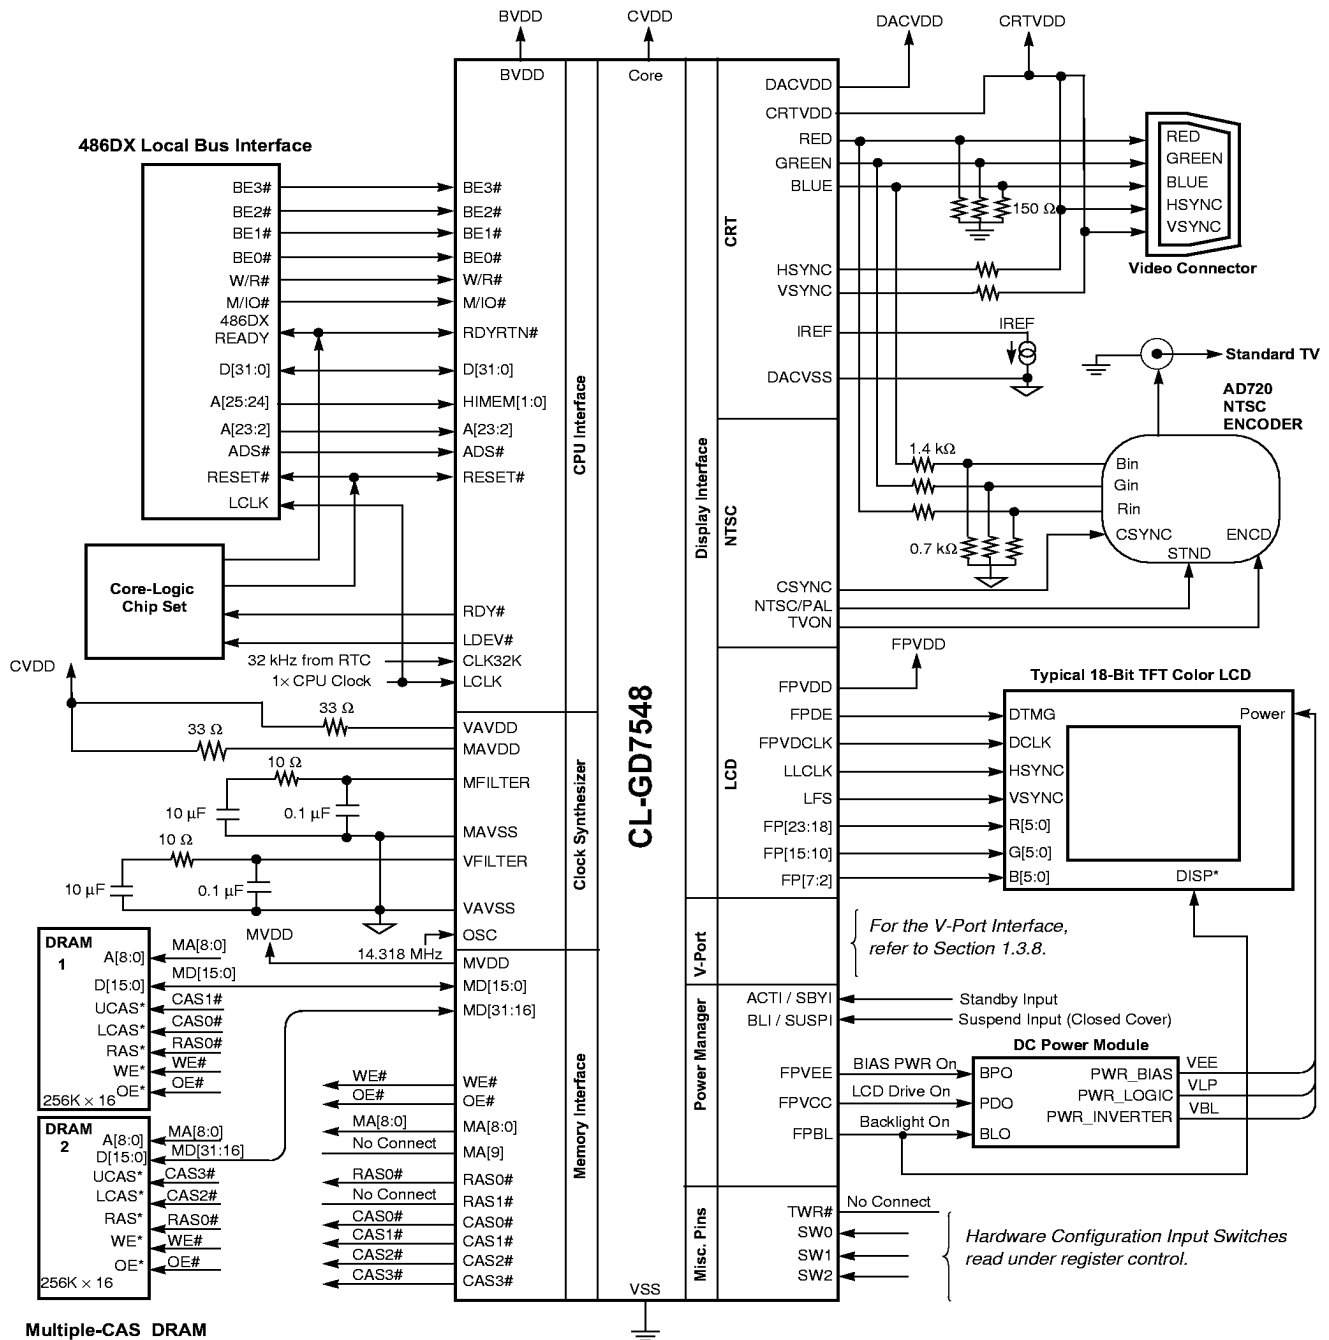 BVDD
CVDD
DACVDD
CRTVDD
BVDD
Core
486DX Local Bus Interface
BE3#
BE2#
BE1#
BE0#
W/R#
M/IO#
486DX
READY
D[31:0]
A[25:24]
A[23:2]
ADS#
RESET#
LCLK
BE3#
BE2#
BE1#
BE0#
W/R#
M/IO#
RDYRTN#
D[31:0]
HIMEM[1:0]
A[23:2]
ADS#
RESET#
RDY#
LDEV#
CLK32K
LCLK
CPU Interface
Core-Logic
Chip Set
32 kHz from RTC
1× CPU Clock
CVDD
33 Ω
33 Ω
10 Ω
10 µF
0.1 µF
10 Ω
10 µF
0.1 µF
VAVDD
MAVDD
MFILTER
MAVSS
VFILTER
VAVSS
OSC
Clock Synthesizer
14.318 MHz
MVDD
MVDD
MD[15:0]
MD[31:16]
WE#
OE#
MA[8:0]
MA[9]
RAS0#
RAS1#
CAS0#
CAS1#
CAS2#
CAS3#
Memory Interface
WE#
OE#
MA[8:0]
No Connect
RAS0#
No Connect
CAS0#
CAS1#
CAS2#
CAS3#
DRAM
1
A[8:0]
D[15:0]
UCAS*
LCAS*
RAS*
WE*
OE*
256K × 16
MA[8:0]
MD[15:0]
CAS1#
CAS0#
RAS0#
WE#
OE#
DRAM
2
A[8:0]
D[15:0]
UCAS*
LCAS*
RAS*
WE*
OE*
256K × 16
MA[8:0]
MD[31:16]
CAS3#
CAS2#
RAS0#
WE#
OE#
Multiple-CAS DRAM
CL-GD7548
VSS
Display Interface
CRT
DACVDD
CRTVDD
RED
GREEN
BLUE
HSYNC
VSYNC
IREF
DACVSS
150 Ω
IREF
RED
GREEN
BLUE
HSYNC
VSYNC
Video Connector
Standard TV
AD720
NTSC
ENCODER
Bin
Gin
Rin
CSYNC
STND
ENCD
1.4 kΩ
0.7 kΩ
NTSC
CSYNC
NTSC/PAL
TVON
LCD
FPVDD
FPVDD
FPDE
FPVDCLK
LLCLK
LFS
FP[23:18]
FP[15:10]
FP[7:2]
Typical 18-Bit TFT Color LCD
DTMG
DCLK
HSYNC
VSYNC
R[5:0]
G[5:0]
B[5:0]
Power
DISP*
V-Port
For the V-Port Interface,
refer to Section 1.3.8.
Power Manager
ACTI / SBYI
BLI / SUSPI
FPVEE
FPVCC
FPBL
Standby Input
Suspend Input (Closed Cover)
BIAS PWR On
LCD Drive On
Backlight On
DC Power Module
BPO
PDO
BLO
PWR_BIAS
PWR_LOGIC
PWR_INVERTER
VEE
VLP
VBL
Misc. Pins
TWR#
SW0
SW1
SW2
No Connect
Hardware Configuration Input Switches
read under register control.